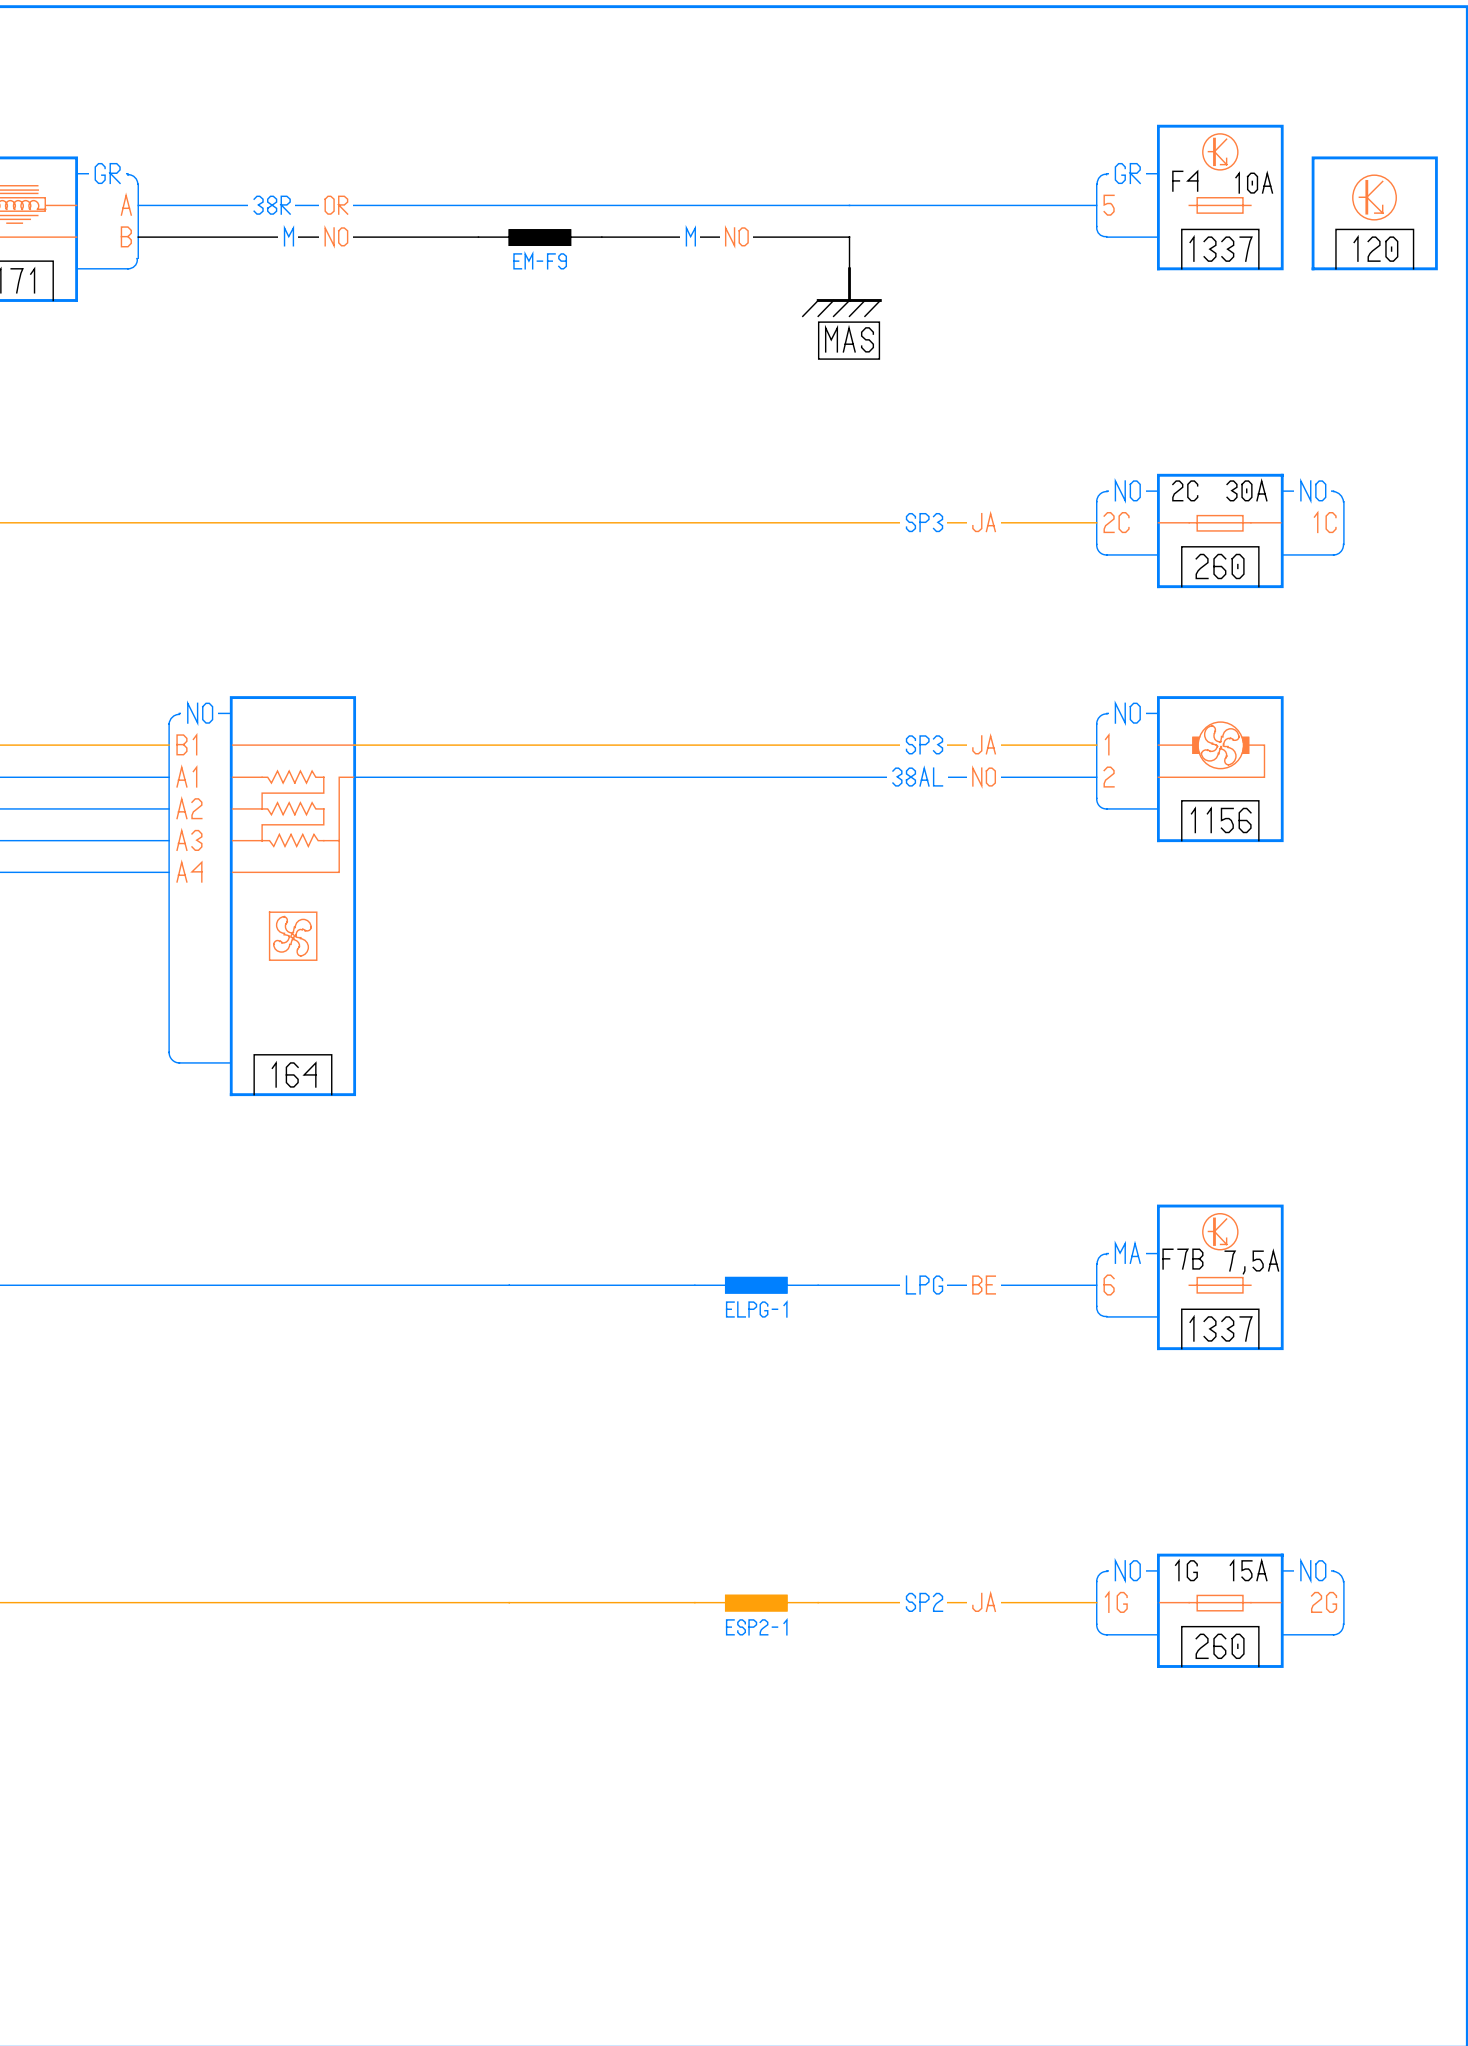 GR GR F4 10A
A 38R OR 5
B M NO M NO 1337 120
EM-F9
171
MAS
NO 2C 30A NO
SP3 JA 2C 1C
260
NO NO
B1 SP3 JA 1
A1 38AL NO 2
A2
A3 1156
A4
164
MA F7B 7,5A
LPG BE 6
ELPG-1 1337
NO 1G 15A NO
SP2 JA 1G 2G
ESP2-1 260